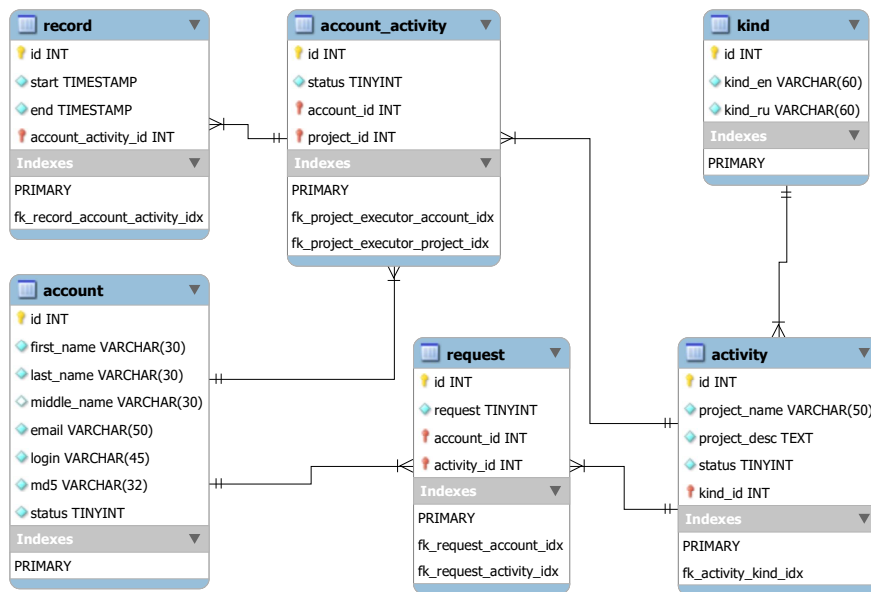 record
id INT
start TIMESTAMP
end TIMESTAMP
account_activity_id INT
Indexes
PRIMARY
fk_record_account_activity_idx
account_activity
id INT
status TINYINT
account_id INT
project_id INT
Indexes
PRIMARY
fk_project_executor_account_idx
fk_project_executor_project_idx
kind
id INT
kind_en VARCHAR(60)
kind_ru VARCHAR(60)
Indexes
PRIMARY
account
id INT
first_name VARCHAR(30)
last_name VARCHAR(30)
middle_name VARCHAR(30)
email VARCHAR(50)
login VARCHAR(45)
md5 VARCHAR(32)
status TINYINT
Indexes
PRIMARY
request
id INT
request TINYINT
account_id INT
activity_id INT
Indexes
PRIMARY
fk_request_account_idx
fk_request_activity_idx
activity
id INT
project_name VARCHAR(50)
project_desc TEXT
status TINYINT
kind_id INT
Indexes
PRIMARY
fk_activity_kind_idx